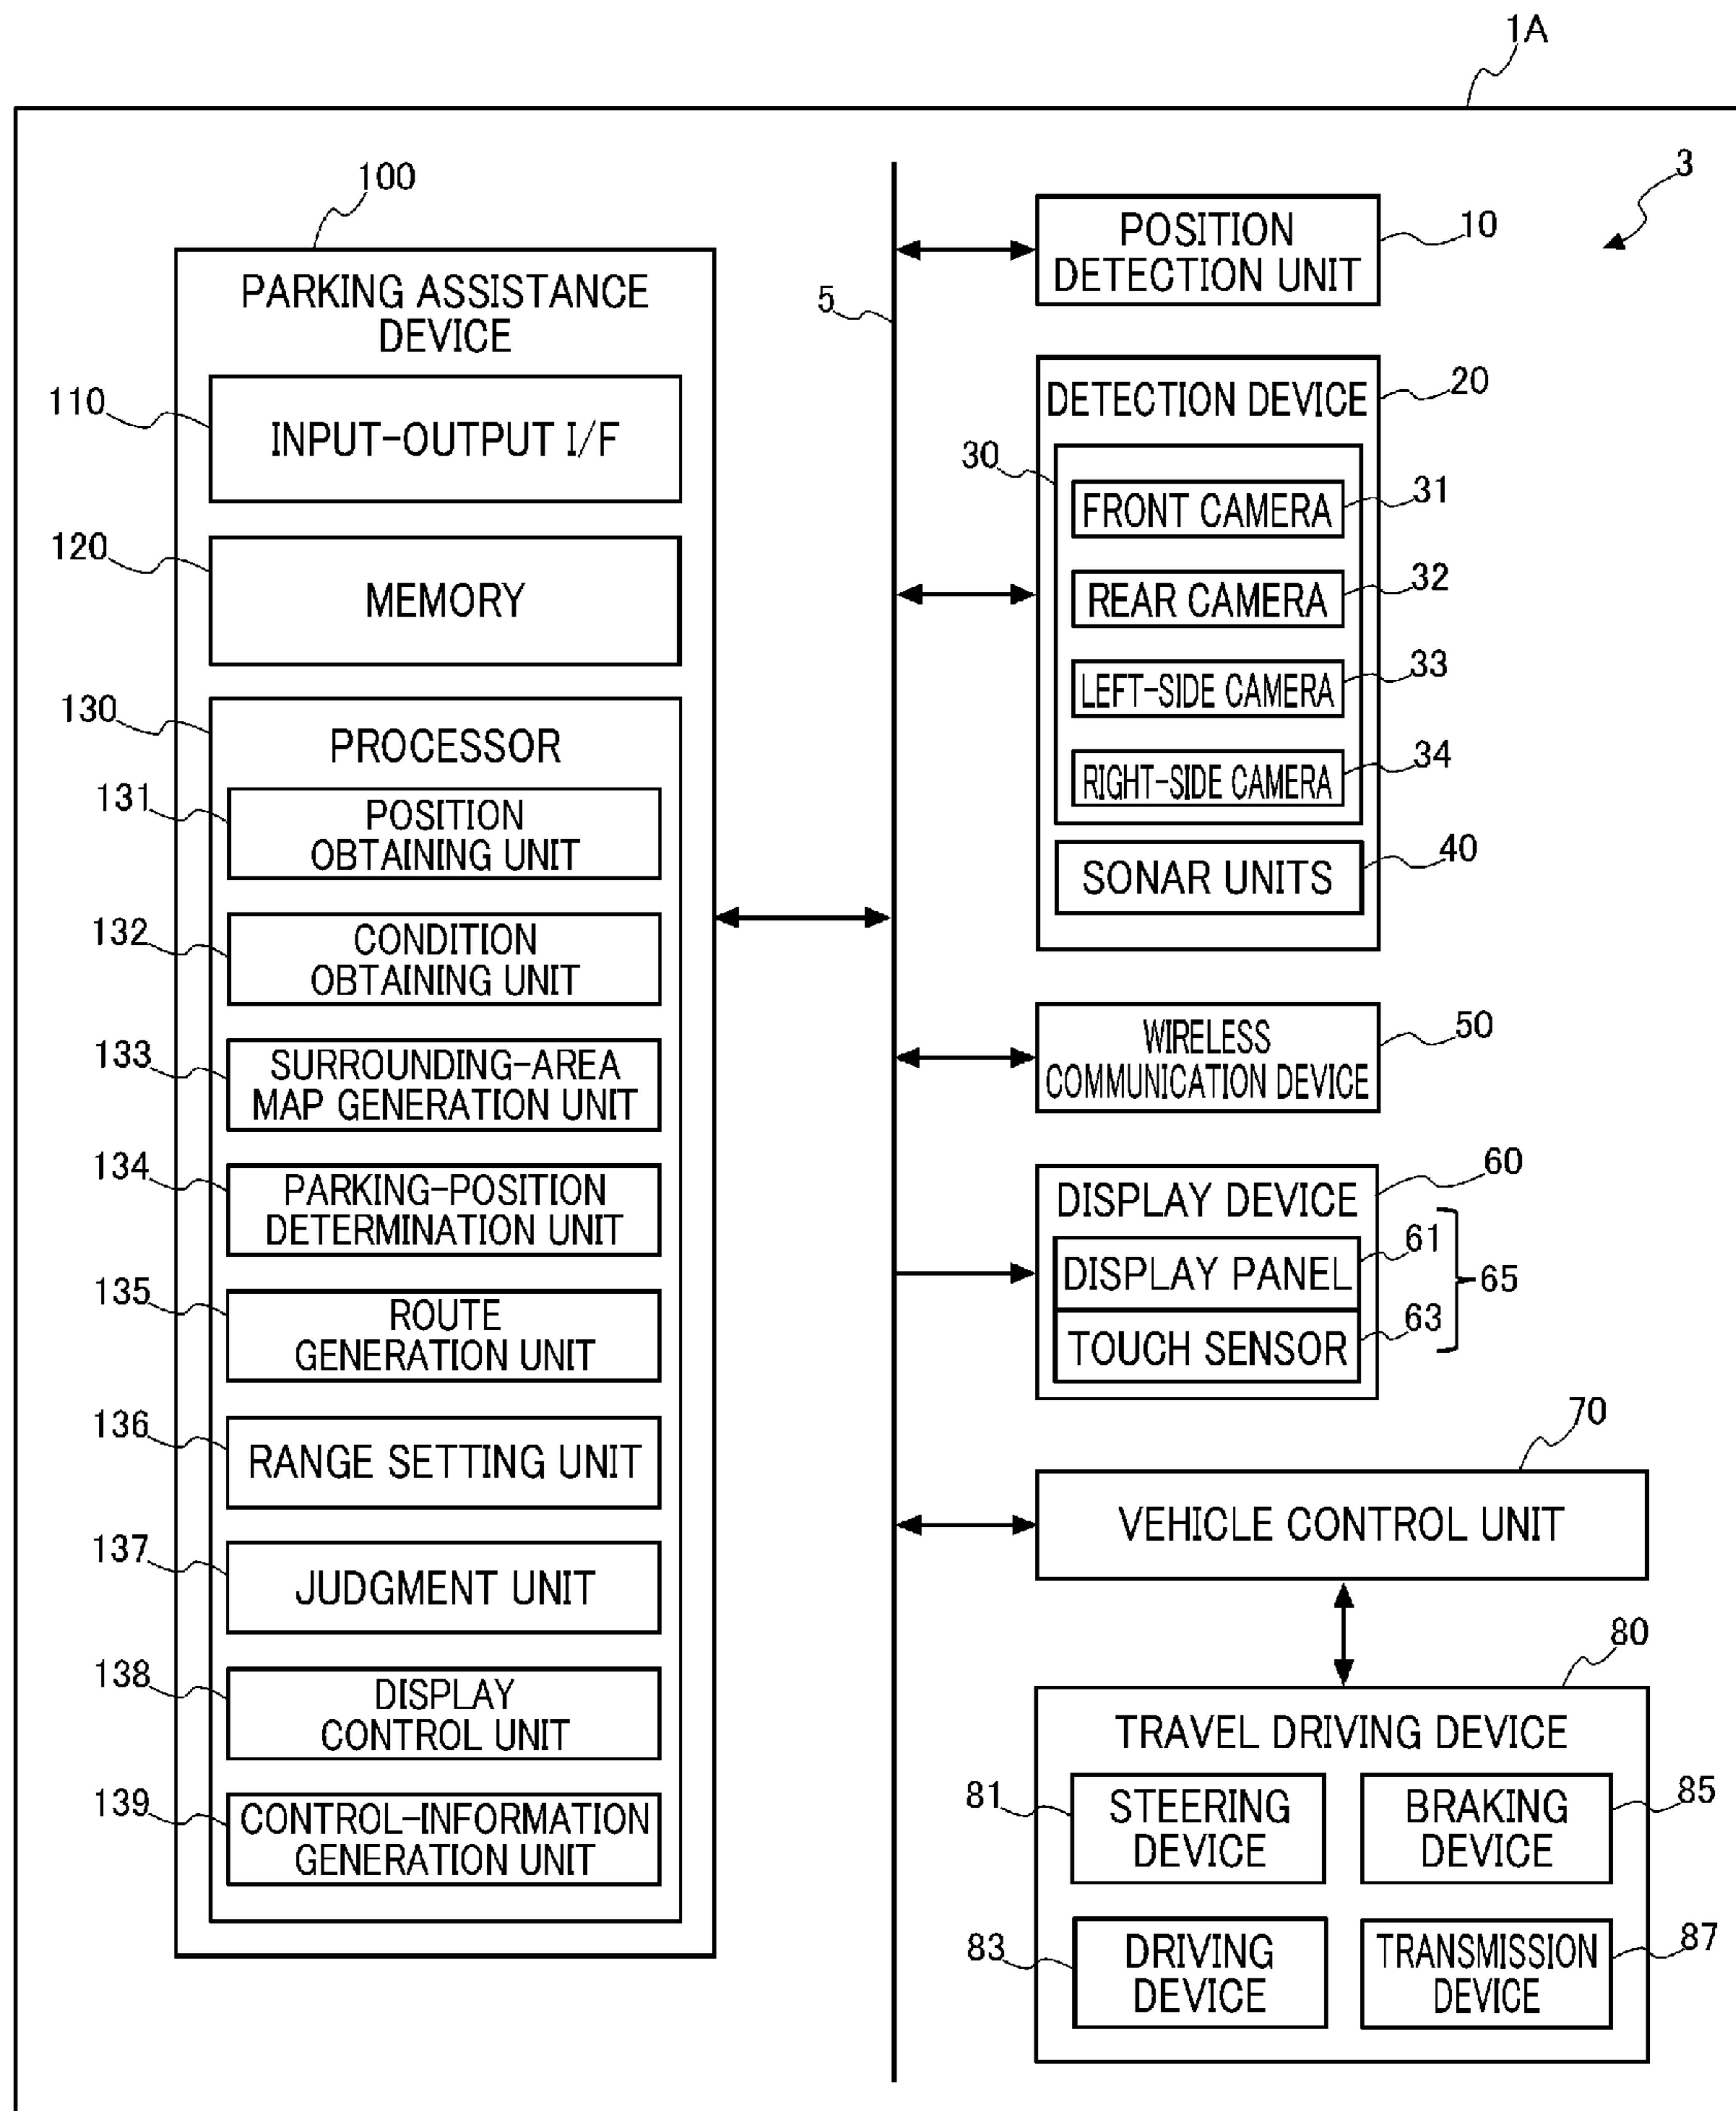 1A
3
100
PARKING ASSISTANCE
DEVICE
110
INPUT-OUTPUT I/F
120
MEMORY
130
PROCESSOR
131
POSITION
OBTAINING UNIT
132
CONDITION
OBTAINING UNIT
133
SURROUNDING-AREA
MAP GENERATION UNIT
134
PARKING-POSITION
DETERMINATION UNIT
135
ROUTE
GENERATION UNIT
136
RANGE SETTING UNIT
137
JUDGMENT UNIT
138
DISPLAY
CONTROL UNIT
139
CONTROL-INFORMATION
GENERATION UNIT
5
POSITION
DETECTION UNIT
10
DETECTION DEVICE
20
30
FRONT CAMERA
31
REAR CAMERA
32
LEFT-SIDE CAMERA
33
RIGHT-SIDE CAMERA
34
SONAR UNITS
40
WIRELESS
COMMUNICATION DEVICE
50
DISPLAY DEVICE
60
DISPLAY PANEL
61
TOUCH SENSOR
63
65
70
VEHICLE CONTROL UNIT
80
TRAVEL DRIVING DEVICE
81
STEERING
DEVICE
BRAKING
DEVICE
85
83
DRIVING
DEVICE
TRANSMISSION
DEVICE
87